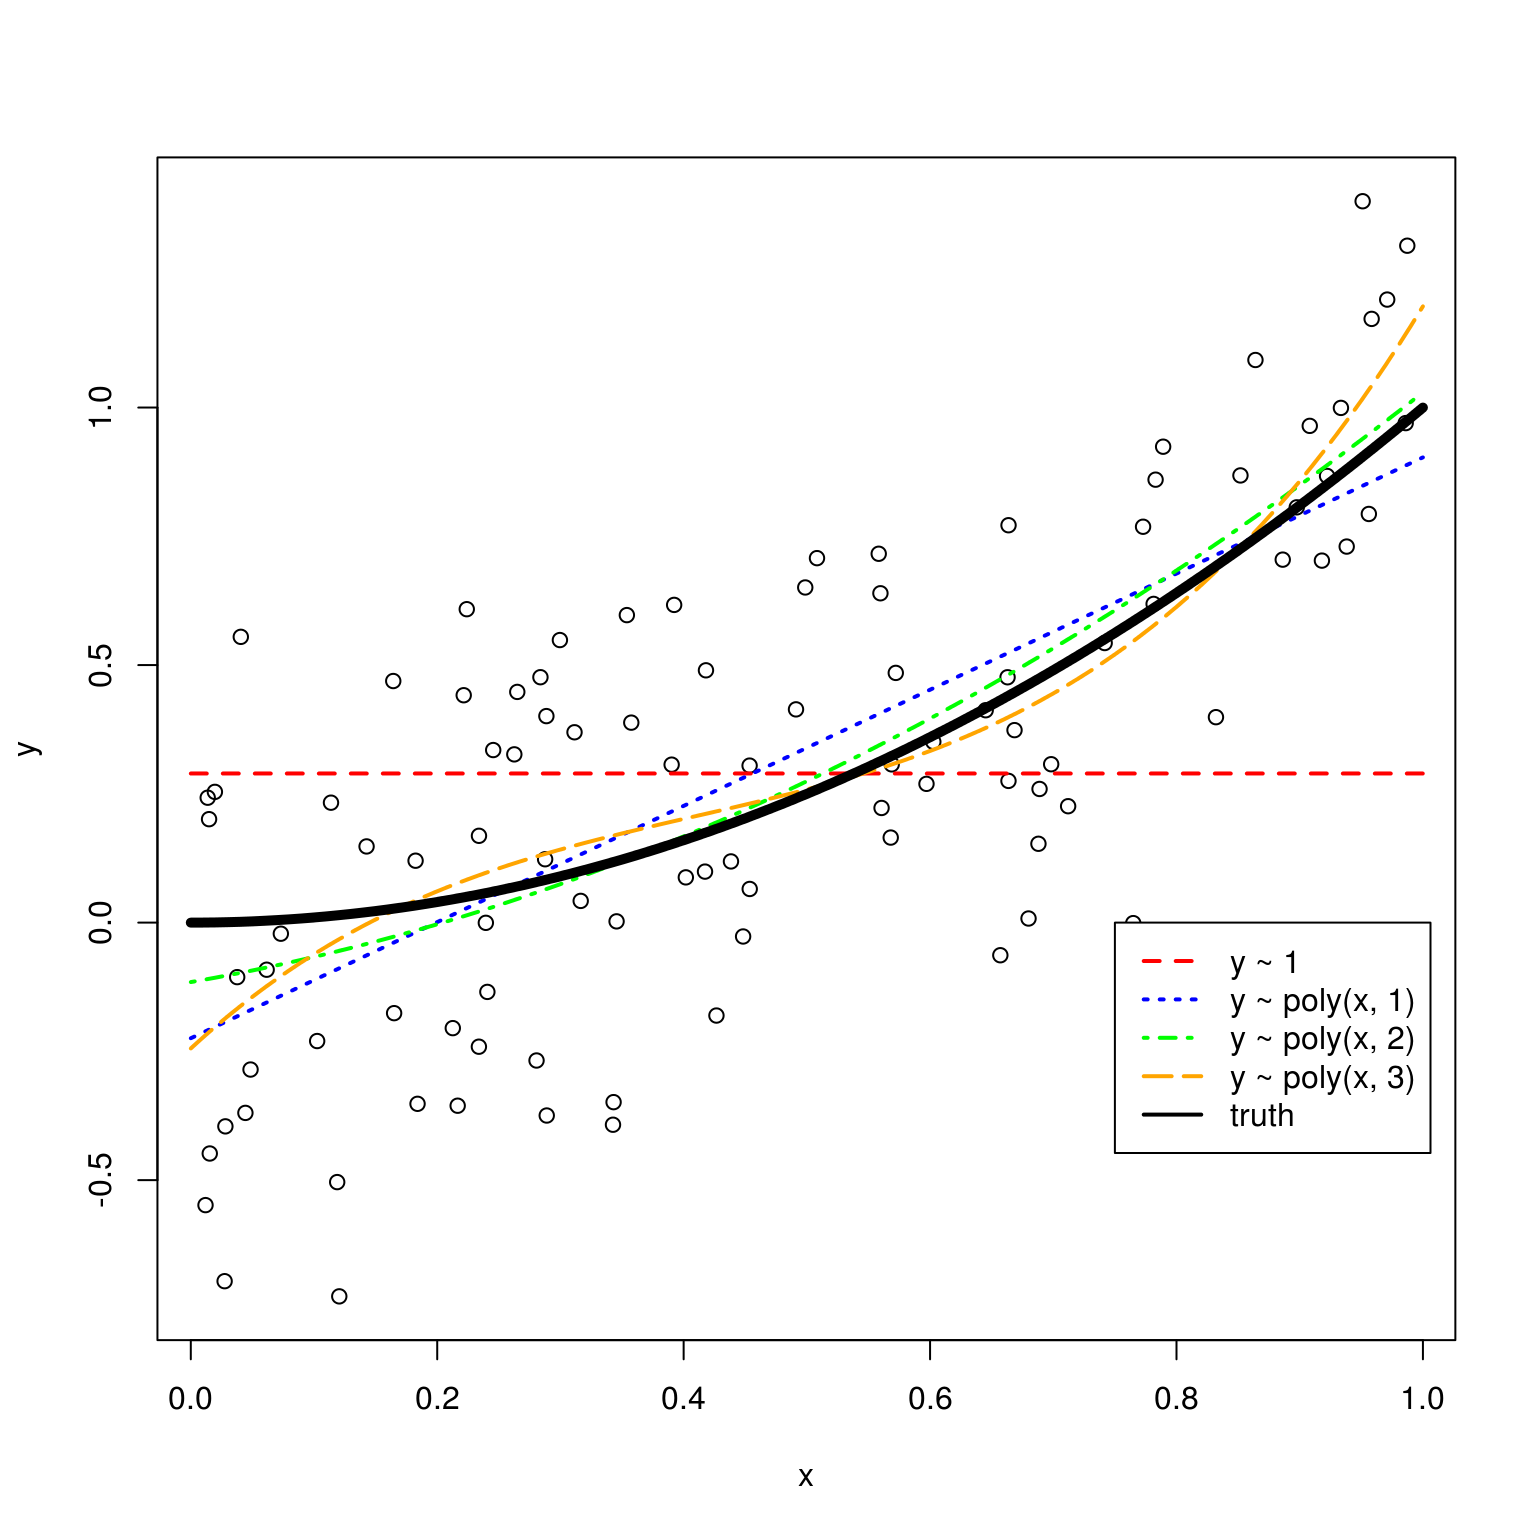 y
1.0
0.5
0.0
-0.5
y ~ 1
y ~ poly(x, 1)
y ~ poly(x, 2)
y ~ poly(x, 3)
truth
0.0 0.2 0.4 0.6 0.8 1.0
x